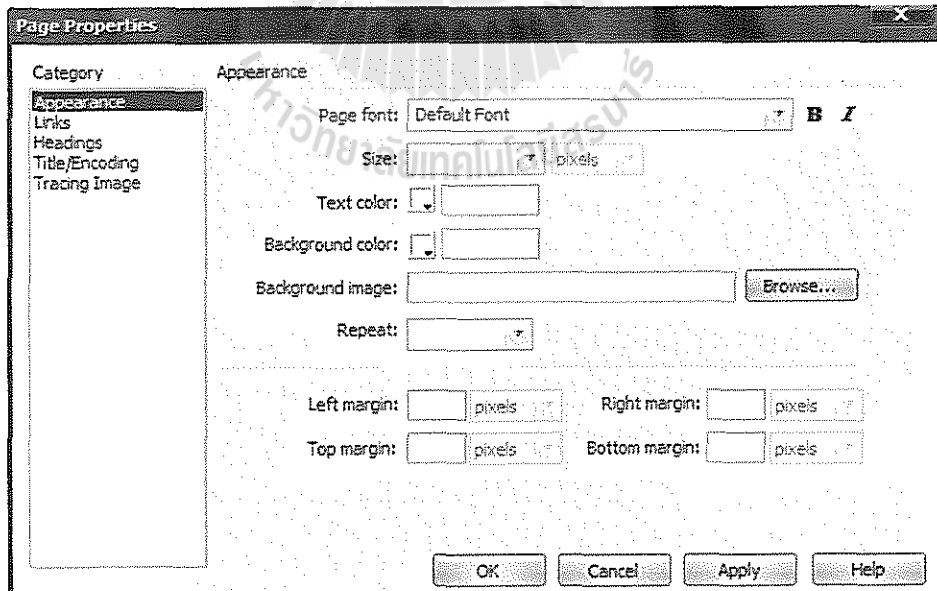 Page Properties
X
Category
Appearance
Links
Headings
Title/Encoding
Tracing Image
Appearance
Page font: Default Font B I
Size: pixels
Text color:
Background color:
Background image: Browse...
Repeat:
Left margin: pixels Right margin: pixels
Top margin: pixels Bottom margin: pixels
OK Cancel Apply Help